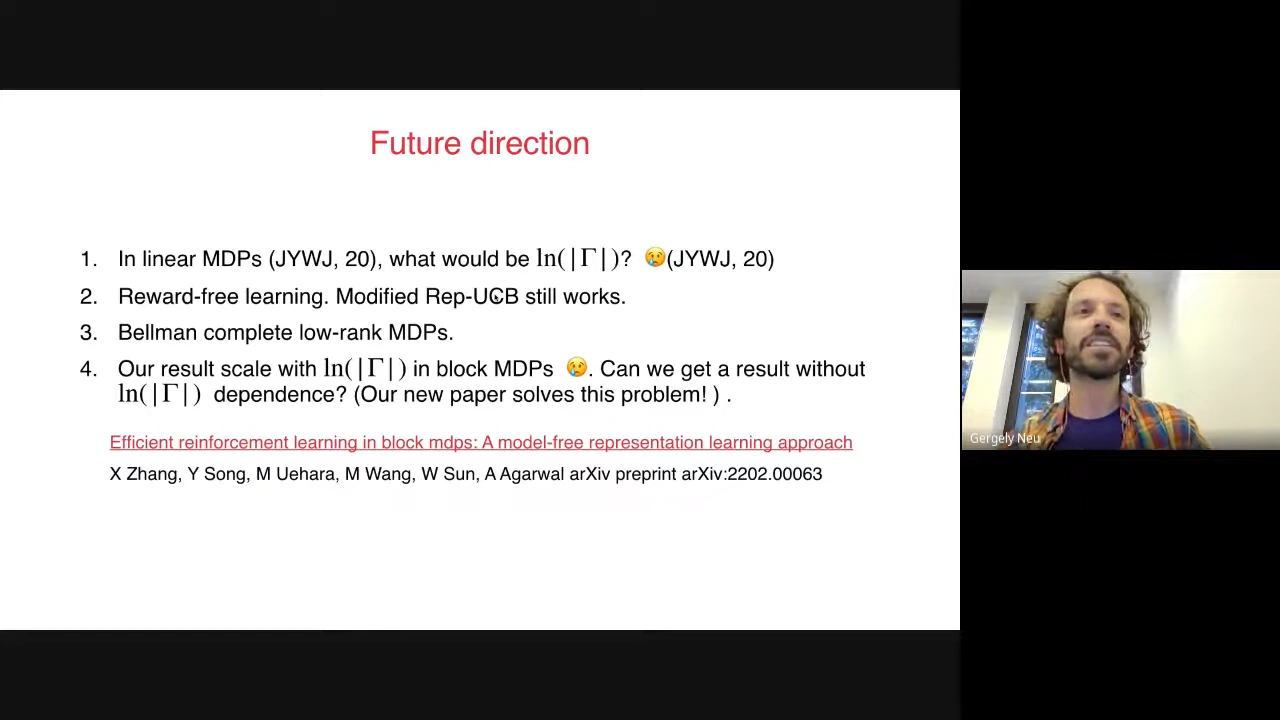 Future direction
1. In linear MDPs (JYWJ, 20), what would be ln(|Γ|)? 😢(JYWJ, 20)
2. Reward-free learning. Modified Rep-UCB still works.
3. Bellman complete low-rank MDPs.
4. Our result scale with ln(|Γ|) in block MDPs 😢. Can we get a result without
ln(|Γ|) dependence? (Our new paper solves this problem! ) .
Efficient reinforcement learning in block mdps: A model-free representation learning approach
X Zhang, Y Song, M Uehara, M Wang, W Sun, A Agarwal arXiv preprint arXiv:2202.00063
Gergely Neu